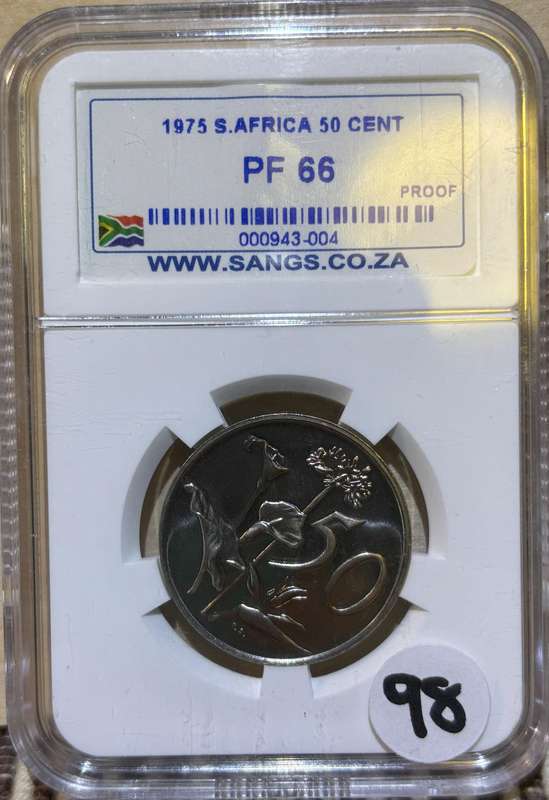 1975 S.AFRICA 50 CENT
PF 66
PROOF
000943-004
WWW.SANGS.CO.ZA
50
98